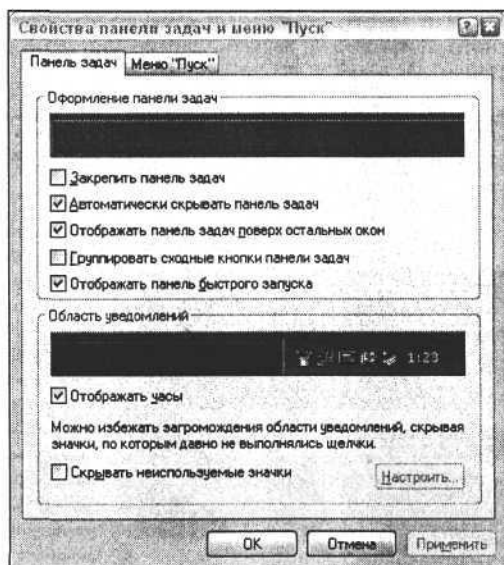 Свойства панели задач и меню "Пуск"
Панель задач
Меню "Пуск"
Оформление панели задач
Закрепить панель задач
Автоматически скрывать панель задач
Отображать панель задач поверх остальных окон
Группировать сходные кнопки панели задач
Отображать панель быстрого запуска
Область уведомлений
1:23
Отображать часы
Можно избежать загромождения области уведомлений, скрывая
значки, по которым давно не выполнялись щелчки.
Скрывать неиспользуемые значки
Настроить...
ОК
Отмена
Применить